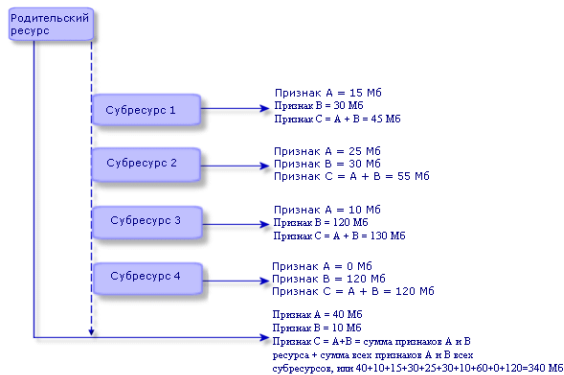 Родительский
ресурс
Субресурс 1
Признак А = 15 Мб
Признак В = 30 Мб
Признак С = А + В = 45 Мб
Субресурс 2
Признак А = 25 Мб
Признак В = 30 Мб
Признак С = А + В = 55 Мб
Субресурс 3
Признак А = 10 Мб
Признак В = 120 Мб
Признак С = А + В = 130 Мб
Субресурс 4
Признак А = 0 Мб
Признак В = 120 Мб
Признак С = А + В = 120 Мб
Признак А = 40 Мб
Признак В = 10 Мб
Признак С = А+В = сумма признаков А и В
ресурса + сумма всех признаков А и В всех
субресурсов, или 40+10+15+30+25+30+10+60+0+120=340 Мб